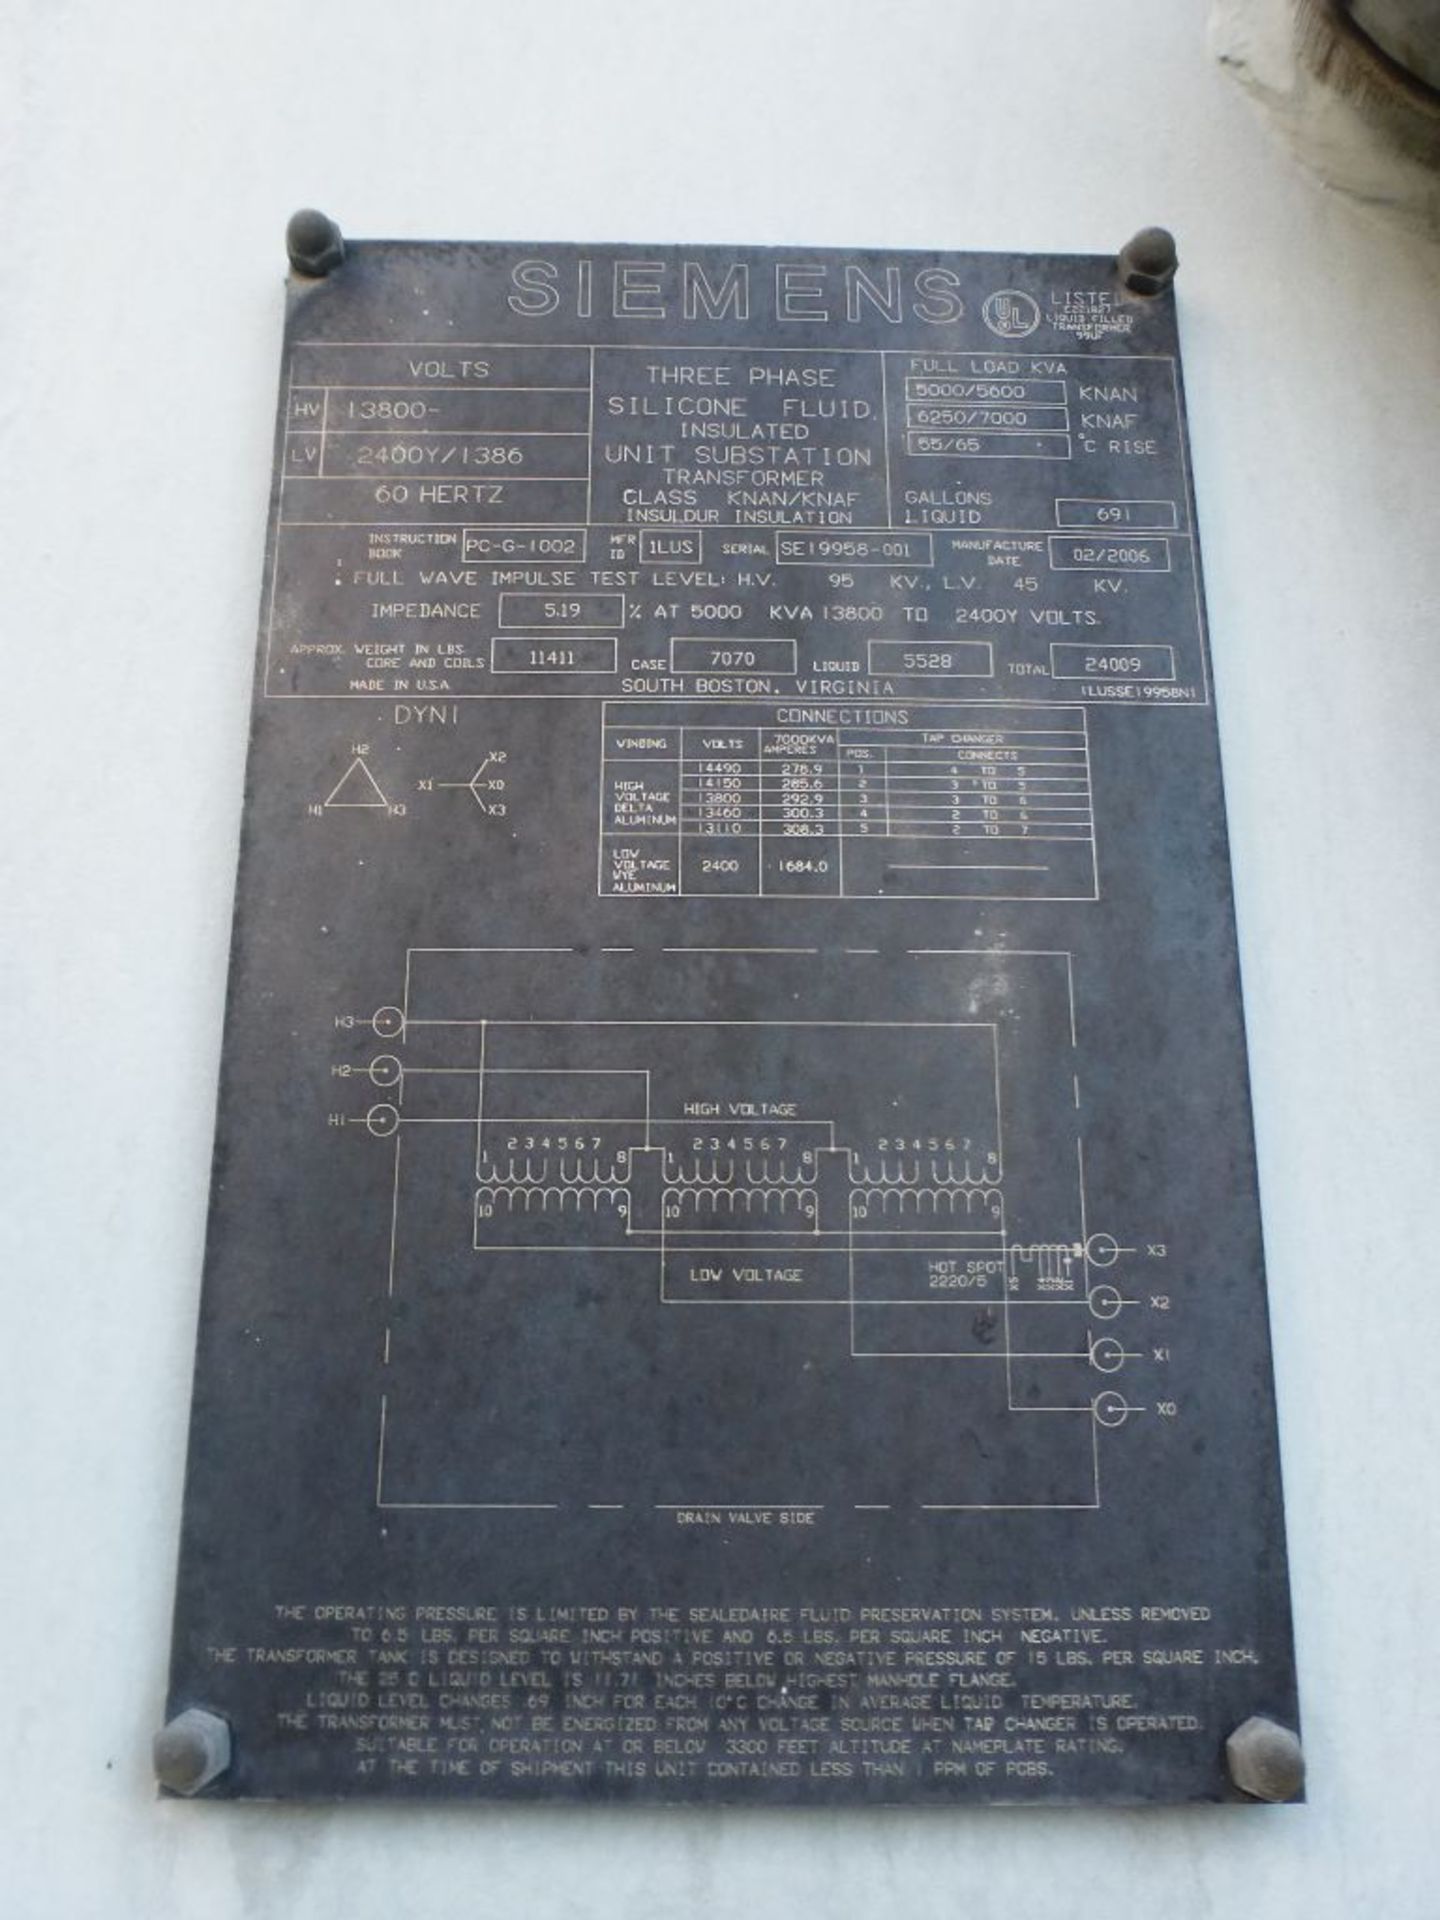 SIEMENS
UL
LISTED
LIQUID FILLED
TRANSFORMER
99UF
VOLTS
HV 13800-
LV 2400Y/1386
60 HERTZ
THREE PHASE
SILICONE FLUID
INSULATED
UNIT SUBSTATION
TRANSFORMER
CLASS KNAN/KNAF
INSULDUR INSULATION
FULL LOAD KVA
5000/5600 KNAN
6250/7000 KNAF
55/65 °C RISE
GALLONS
LIQUID 691
INSTRUCTION BOOK PC-G-1002 MFR ID 1LUS SERIAL SE19958-001 MANUFACTURE DATE 02/2006
FULL WAVE IMPULSE TEST LEVEL: H.V. 95 KV., L.V. 45 KV.
IMPEDANCE 5.19 % AT 5000 KVA 13800 TO 2400Y VOLTS.
APPROX. WEIGHT IN LBS.
CORE AND COILS 11411 CASE 7070 LIQUID 5528 TOTAL 24009
MADE IN U.S.A SOUTH BOSTON, VIRGINIA 1LUSSE19958N1
DYN1
H2
H1 H3
X2
X1 X0
X3
CONNECTIONS
WINDING VOLTS 7000KVA AMPERES TAP CHANGER
POS. CONNECTS
HIGH VOLTAGE DELTA ALUMINUM
14490 278.9 1 4 TO 5
14150 285.6 2 3 TO 5
13800 292.9 3 3 TO 6
13460 300.3 4 2 TO 6
13110 308.3 5 2 TO 7
LOW VOLTAGE WYE ALUMINUM 2400 1684.0
H3
H2
H1
HIGH VOLTAGE
2 3 4 5 6 7 2 3 4 5 6 7 2 3 4 5 6 7
1 8 1 8 1 8
10 9 10 9 10 9
X3
LOW VOLTAGE
HOT SPOT
2220/5
X2
X1
X0
DRAIN VALVE SIDE
THE OPERATING PRESSURE IS LIMITED BY THE SEALEDAIRE FLUID PRESERVATION SYSTEM, UNLESS REMOVED
TO 6.5 LBS. PER SQUARE INCH POSITIVE AND 6.5 LBS. PER SQUARE INCH NEGATIVE.
THE TRANSFORMER TANK IS DESIGNED TO WITHSTAND A POSITIVE OR NEGATIVE PRESSURE OF 15 LBS. PER SQUARE INCH.
THE 25 C LIQUID LEVEL IS 11.71 INCHES BELOW HIGHEST MANHOLE FLANGE.
LIQUID LEVEL CHANGES .69 INCH FOR EACH 10°C CHANGE IN AVERAGE LIQUID TEMPERATURE.
THE TRANSFORMER MUST NOT BE ENERGIZED FROM ANY VOLTAGE SOURCE WHEN TAP CHANGER IS OPERATED.
SUITABLE FOR OPERATION AT OR BELOW 3300 FEET ALTITUDE AT NAMEPLATE RATING.
AT THE TIME OF SHIPMENT THIS UNIT CONTAINED LESS THAN 1 PPM OF PCBS.